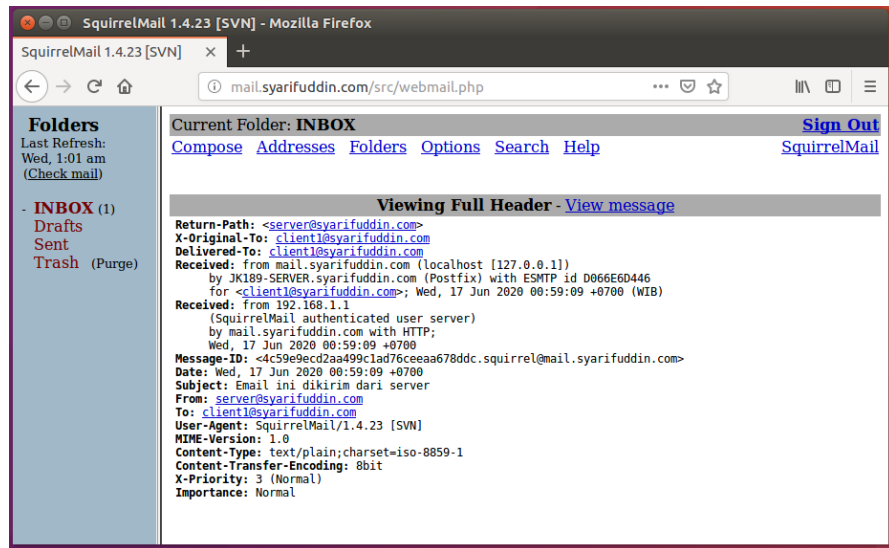 SquirrelMail 1.4.23 [SVN] - Mozilla Firefox
SquirrelMail 1.4.23 [SVN] × +
mail.syarifuddin.com/src/webmail.php
Folders
Last Refresh:
Wed, 1:01 am
(Check mail)
- INBOX (1)
Drafts
Sent
Trash (Purge)
Current Folder: INBOX Sign Out
Compose Addresses Folders Options Search Help SquirrelMail
Viewing Full Header - View message
Return-Path: <server@syarifuddin.com>
X-Original-To: client1@syarifuddin.com
Delivered-To: client1@syarifuddin.com
Received: from mail.syarifuddin.com (localhost [127.0.0.1])
by JK189-SERVER.syarifuddin.com (Postfix) with ESMTP id D066E6D446
for <client1@syarifuddin.com>; Wed, 17 Jun 2020 00:59:09 +0700 (WIB)
Received: from 192.168.1.1
(SquirrelMail authenticated user server)
by mail.syarifuddin.com with HTTP;
Wed, 17 Jun 2020 00:59:09 +0700
Message-ID: <4c59e9ecd2aa499c1ad76ceeaa678ddc.squirrel@mail.syarifuddin.com>
Date: Wed, 17 Jun 2020 00:59:09 +0700
Subject: Email ini dikirim dari server
From: server@syarifuddin.com
To: client1@syarifuddin.com
User-Agent: SquirrelMail/1.4.23 [SVN]
MIME-Version: 1.0
Content-Type: text/plain;charset=iso-8859-1
Content-Transfer-Encoding: 8bit
X-Priority: 3 (Normal)
Importance: Normal